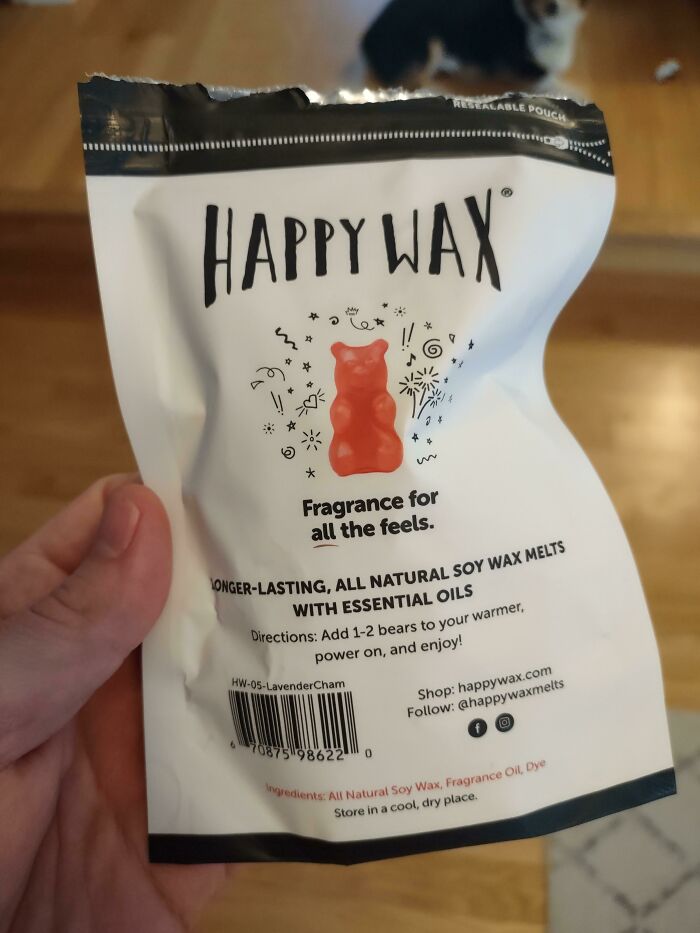 RESEALABLE POUCH
HAPPY WAX®
Fragrance for
all the feels.
LONGER-LASTING, ALL NATURAL SOY WAX MELTS
WITH ESSENTIAL OILS
Directions: Add 1-2 bears to your warmer,
power on, and enjoy!
HW-05-LavenderCham
6 70875 98622 0
Shop: happywax.com
Follow: @happywaxmelts
Ingredients: All Natural Soy Wax, Fragrance Oil, Dye
Store in a cool, dry place.